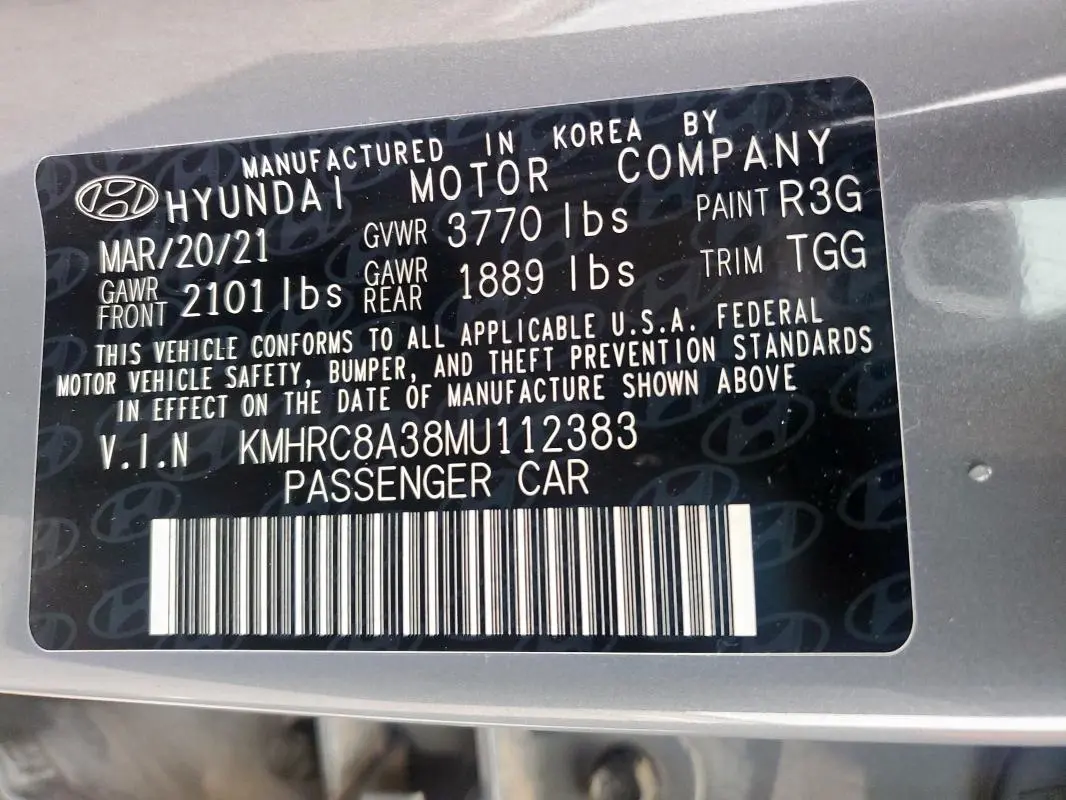 MANUFACTURED IN KOREA BY
HYUNDAI MOTOR COMPANY
MAR/20/21 GVWR 3770 lbs PAINT R3G
GAWR FRONT 2101 lbs GAWR REAR 1889 lbs TRIM TGG
THIS VEHICLE CONFORMS TO ALL APPLICABLE U.S.A. FEDERAL
MOTOR VEHICLE SAFETY, BUMPER, AND THEFT PREVENTION STANDARDS
IN EFFECT ON THE DATE OF MANUFACTURE SHOWN ABOVE
V.I.N KMHRC8A38MU112383
PASSENGER CAR